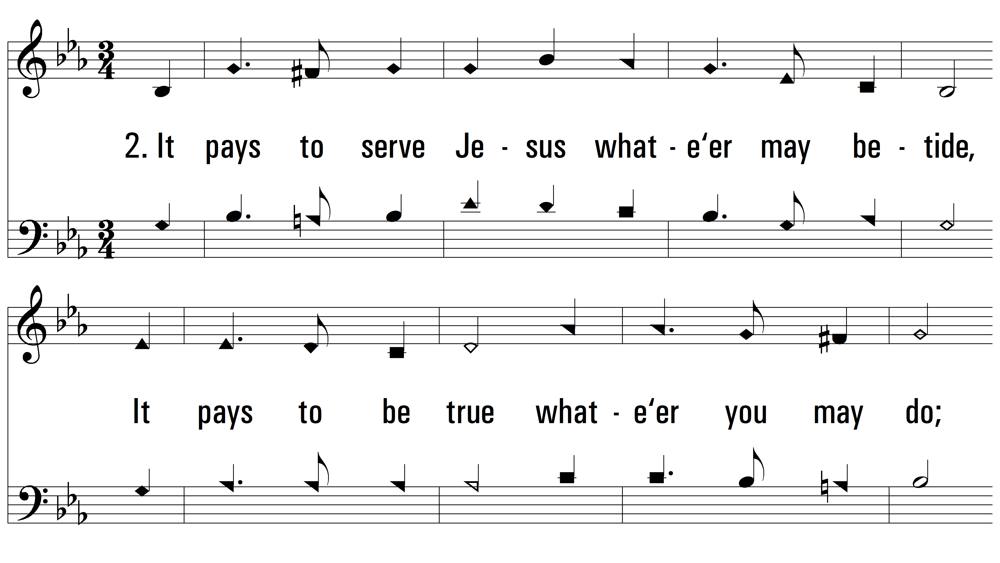 2. It pays to serve Je - sus what - e‘er may be - tide,
It pays to be true what - e‘er you may do;